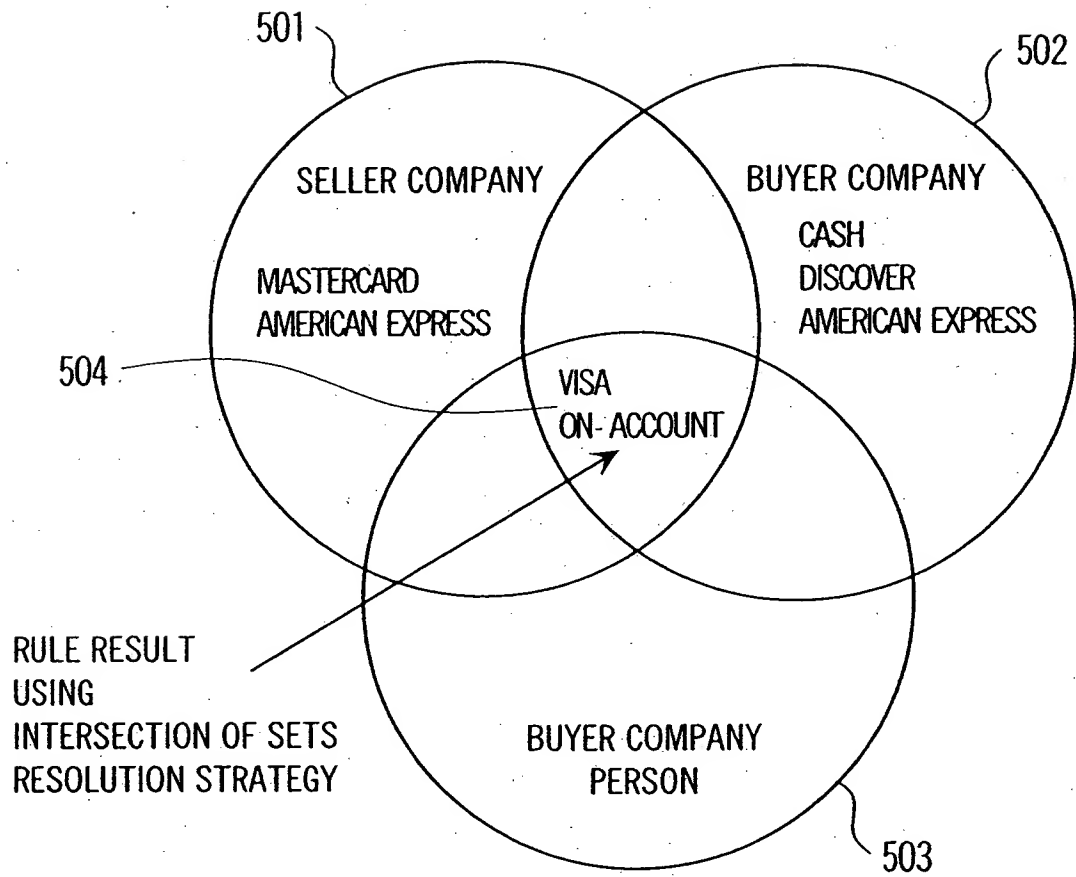 501
502
SELLER COMPANY
MASTERCARD
AMERICAN EXPRESS
BUYER COMPANY
CASH
DISCOVER
AMERICAN EXPRESS
504
VISA
ON-ACCOUNT
RULE RESULT
USING
INTERSECTION OF SETS
RESOLUTION STRATEGY
BUYER COMPANY
PERSON
503